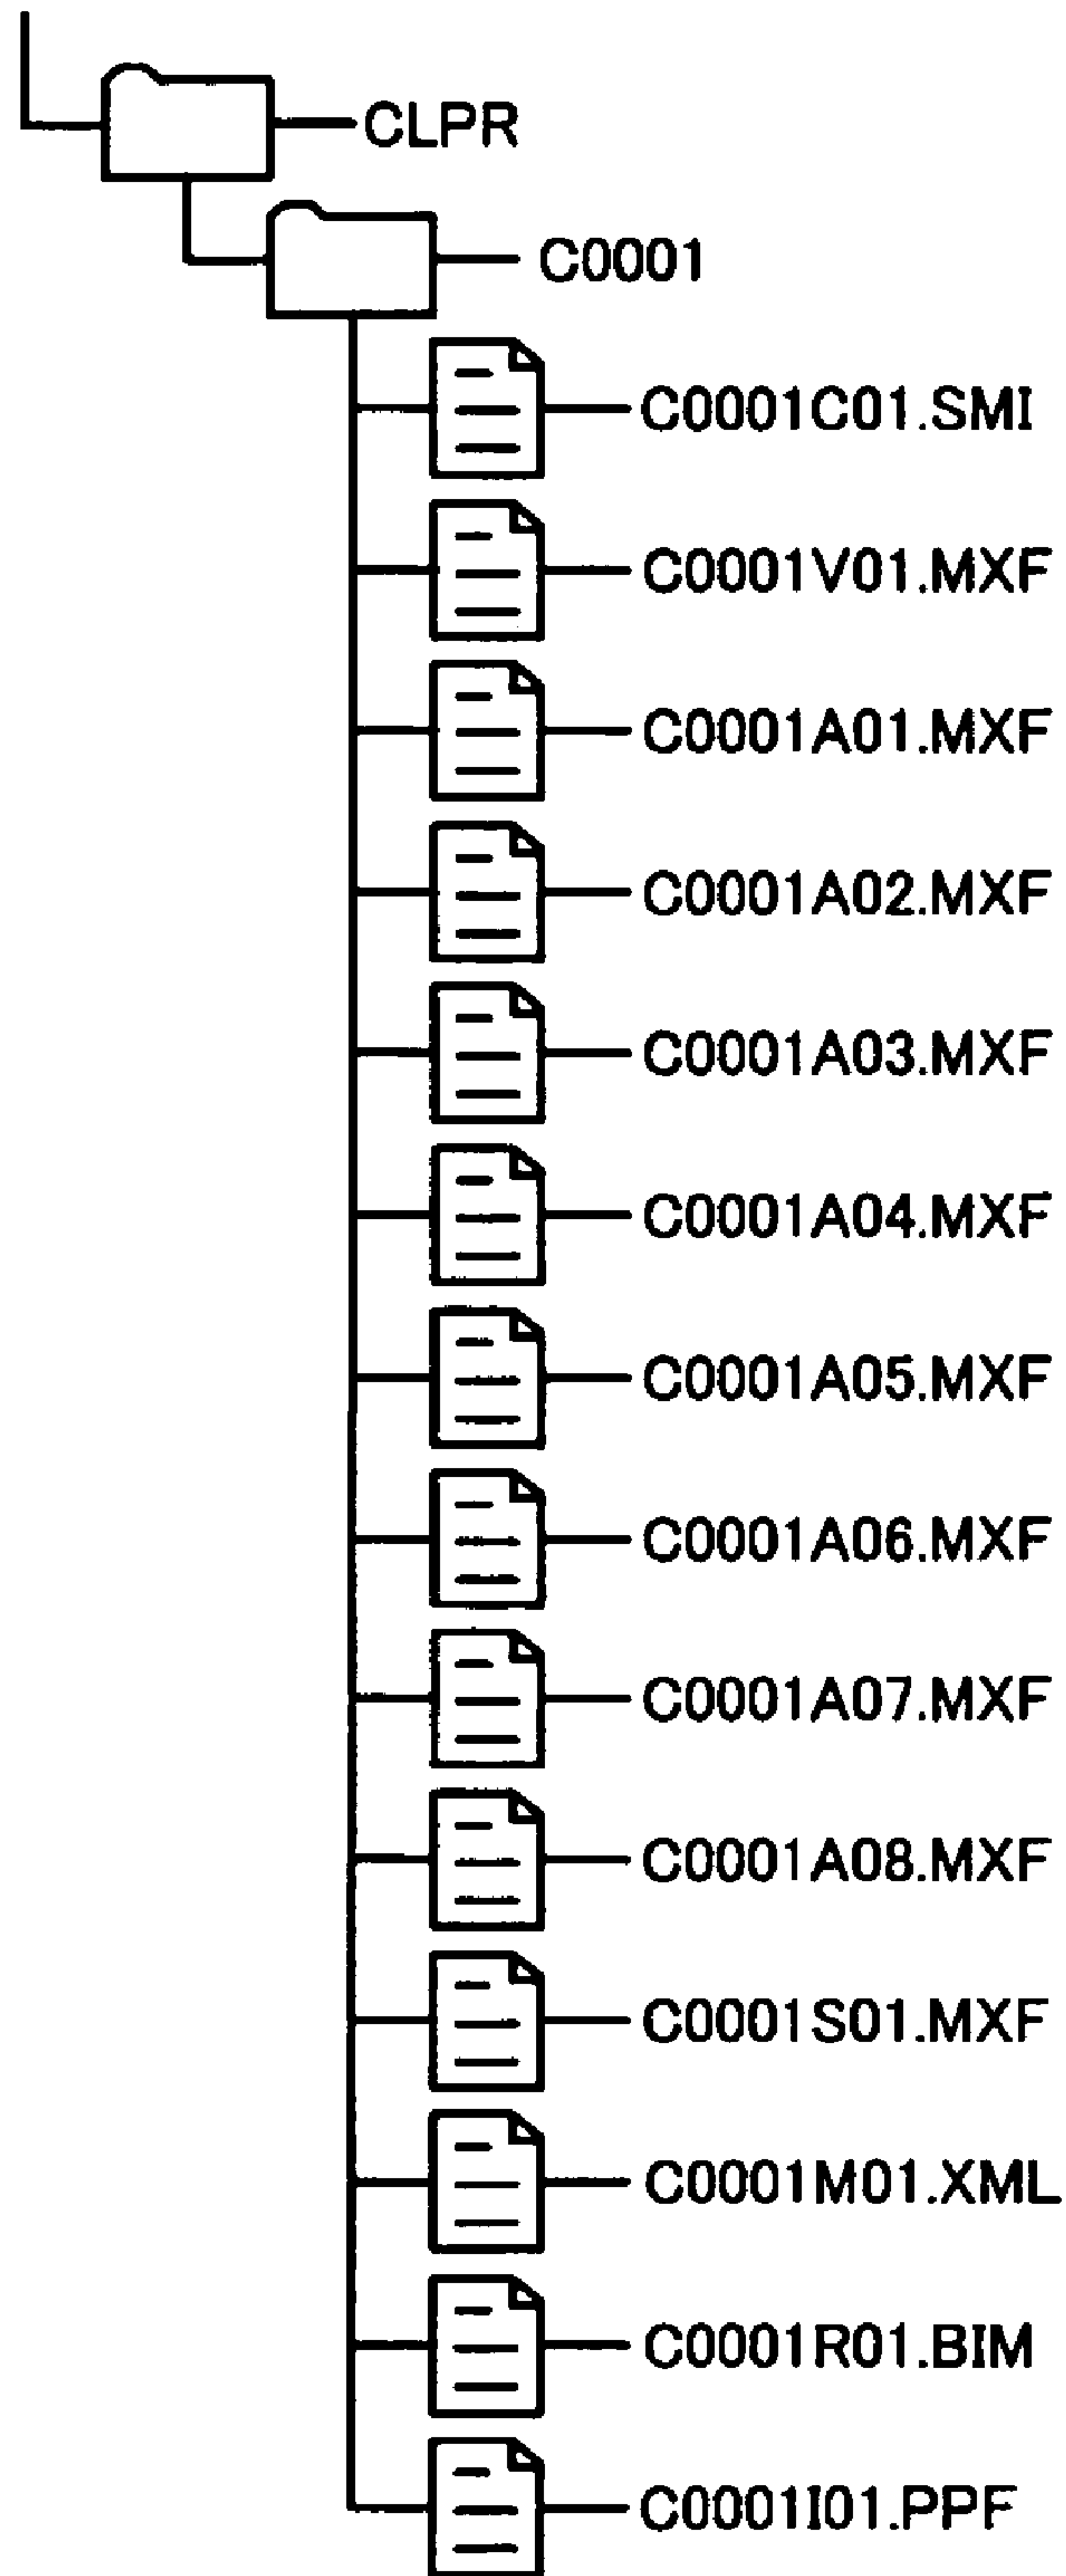 CLPR
C0001
C0001C01.SMI
C0001V01.MXF
C0001A01.MXF
C0001A02.MXF
C0001A03.MXF
C0001A04.MXF
C0001A05.MXF
C0001A06.MXF
C0001A07.MXF
C0001A08.MXF
C0001S01.MXF
C0001M01.XML
C0001R01.BIM
C0001I01.PPF